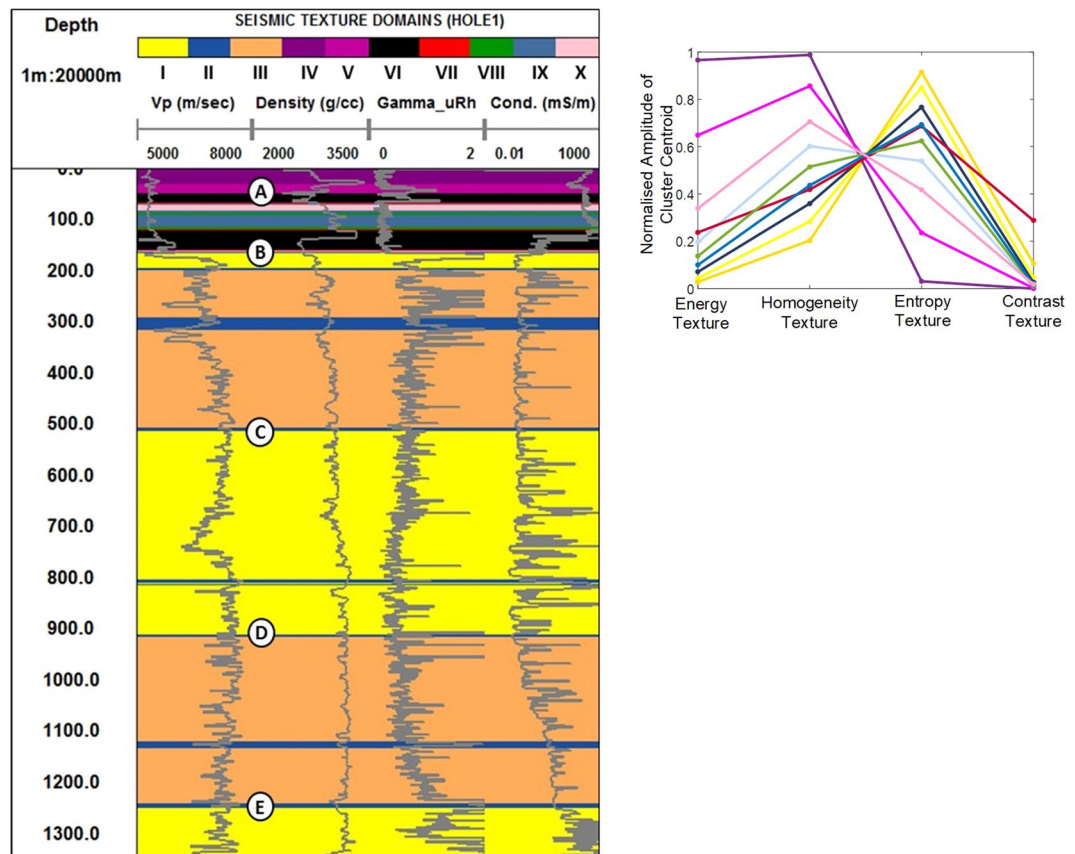 Depth
1m:20000m
SEISMIC TEXTURE DOMAINS (HOLE1)
I II III IV V VI VII VIII IX X
Vp (m/sec) Density (g/cc) Gamma_uRh Cond. (mS/m)
5000 8000 2000 3500 0 2 0.01 1000
0.0
A
100.0
B
200.0
300.0
400.0
500.0
C
600.0
700.0
800.0
900.0
D
1000.0
1100.0
1200.0
E
1300.0
Normalised Amplitude of
Cluster Centroid
1
0.8
0.6
0.4
0.2
0
Energy
Texture
Homogeneity
Texture
Entropy
Texture
Contrast
Texture